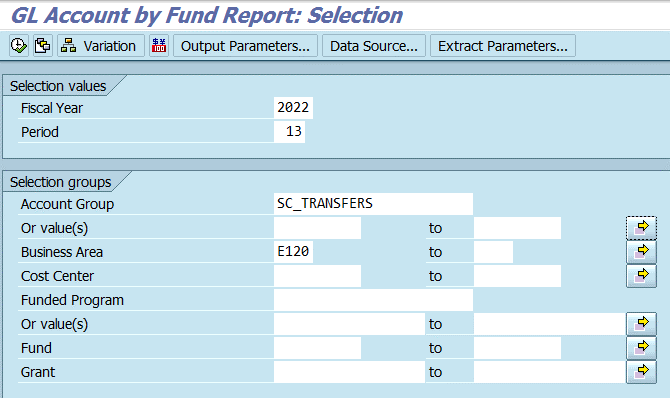 GL Account by Fund Report: Selection
Variation Output Parameters... Data Source... Extract Parameters...
Selection values
Fiscal Year 2022
Period 13
Selection groups
Account Group SC_TRANSFERS
Or value(s) to
Business Area E120 to
Cost Center to
Funded Program
Or value(s) to
Fund to
Grant to